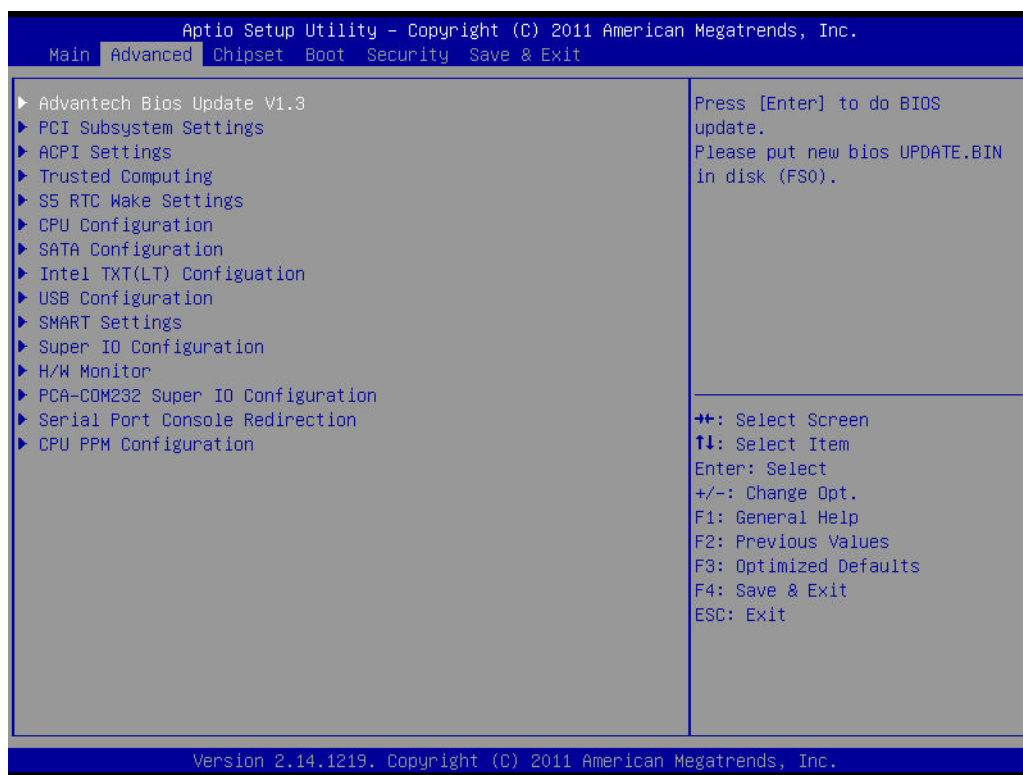 Aptio Setup Utility – Copyright (C) 2011 American Megatrends, Inc.
Main Advanced Chipset Boot Security Save & Exit
Advantech Bios Update V1.3
PCI Subsystem Settings
ACPI Settings
Trusted Computing
S5 RTC Wake Settings
CPU Configuration
SATA Configuration
Intel TXT(LT) Configuation
USB Configuration
SMART Settings
Super IO Configuration
H/W Monitor
PCA-COM232 Super IO Configuration
Serial Port Console Redirection
CPU PPM Configuration
Press [Enter] to do BIOS
update.
Please put new bios UPDATE.BIN
in disk (FS0).
→←: Select Screen
↑↓: Select Item
Enter: Select
+/-: Change Opt.
F1: General Help
F2: Previous Values
F3: Optimized Defaults
F4: Save & Exit
ESC: Exit
Version 2.14.1219. Copyright (C) 2011 American Megatrends, Inc.